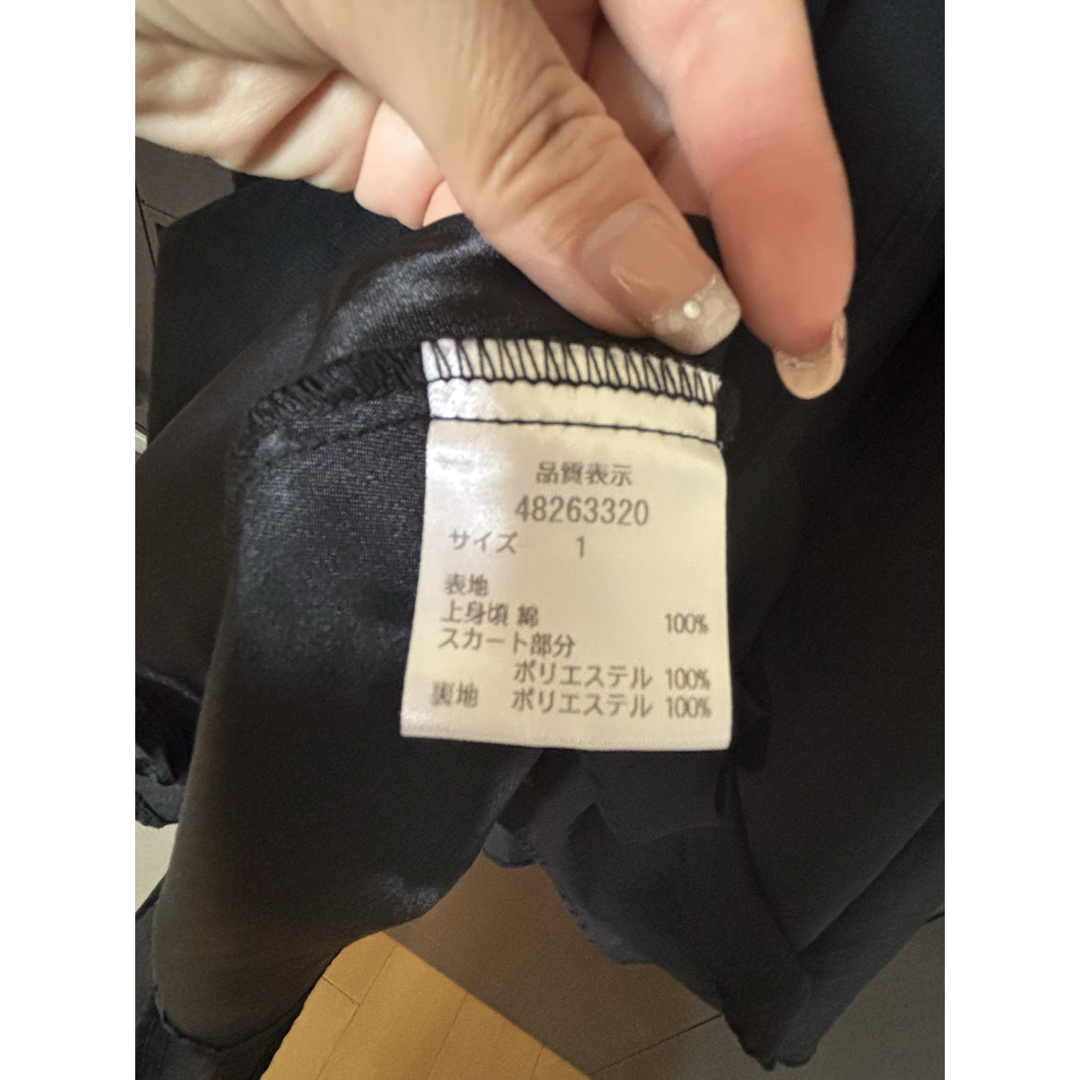 品質表示
48263320
サイズ 1
表地
上身頃 綿 100%
スカート部分
ポリエステル 100%
裏地 ポリエステル 100%